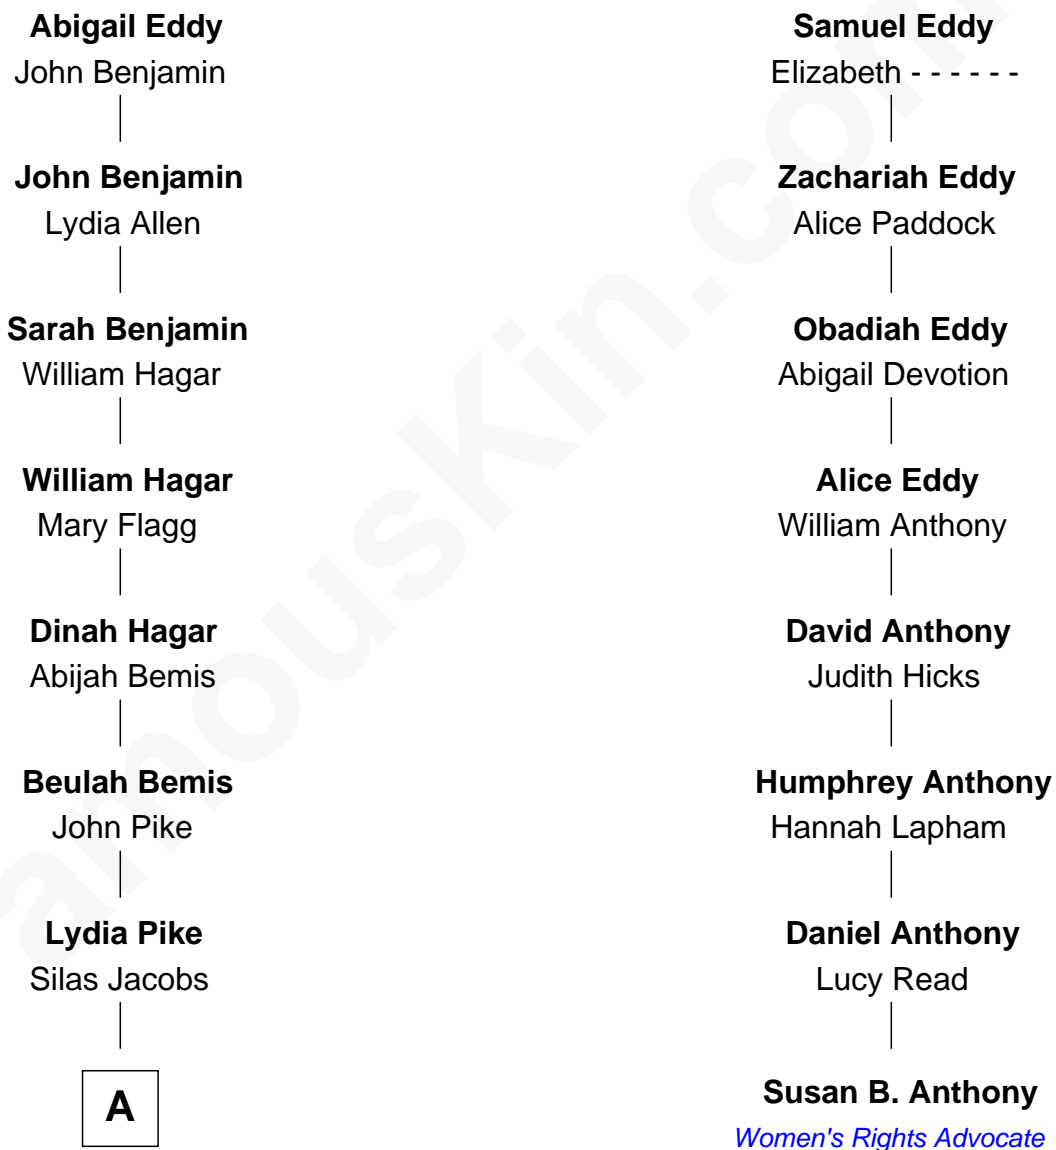 Abigail Eddy
John Benjamin
John Benjamin
Lydia Allen
Sarah Benjamin
William Hagar
William Hagar
Mary Flagg
Dinah Hagar
Abijah Bemis
Beulah Bemis
John Pike
Lydia Pike
Silas Jacobs
A
Samuel Eddy
Elizabeth - - - - - -
Zachariah Eddy
Alice Paddock
Obadiah Eddy
Abigail Devotion
Alice Eddy
William Anthony
David Anthony
Judith Hicks
Humphrey Anthony
Hannah Lapham
Daniel Anthony
Lucy Read
Susan B. Anthony
Women's Rights Advocate
amouskin.com